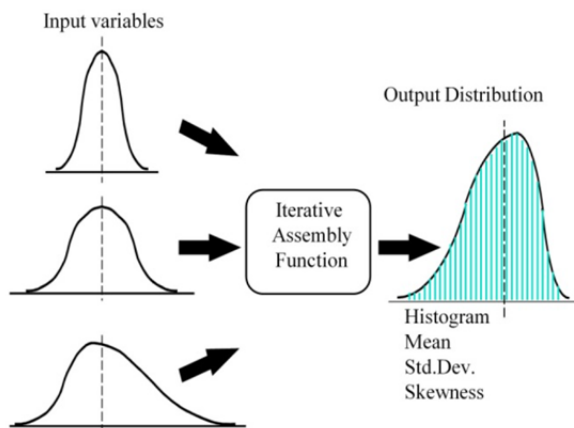 Input variables
Output Distribution
Iterative
Assembly
Function
Histogram
Mean
Std.Dev.
Skewness